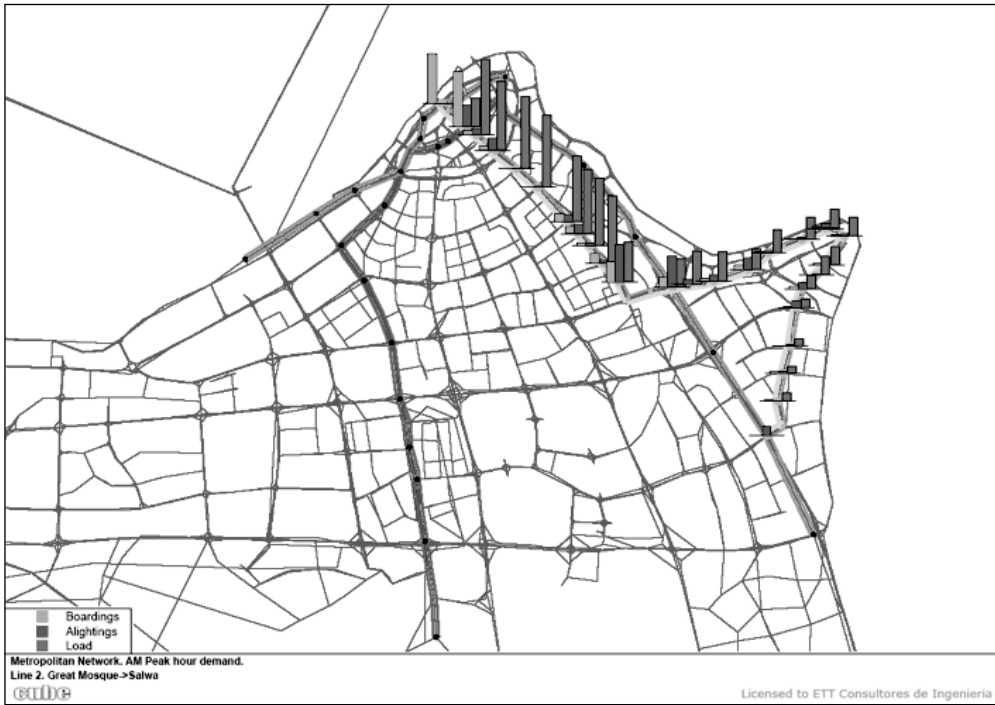 Boardings
Alightings
Load
Metropolitan Network. AM Peak hour demand.
Line 2. Great Mosque->Salwa
cube
Licensed to ETT Consultores de Ingenieria